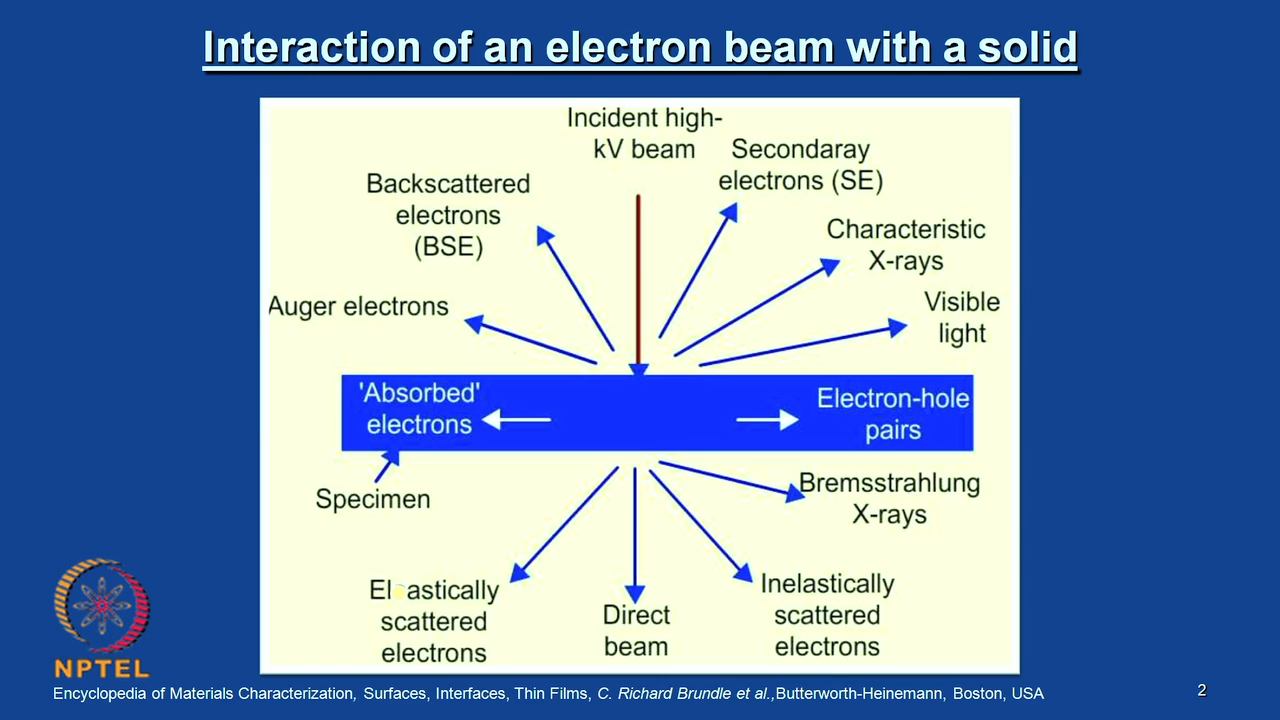 Interaction of an electron beam with a solid
Incident high-
kV beam
Secondaray
electrons (SE)
Backscattered
electrons
(BSE)
Characteristic
X-rays
Auger electrons
Visible
light
'Absorbed'
electrons
Electron-hole
pairs
Specimen
Bremsstrahlung
X-rays
Elastically
scattered
electrons
Direct
beam
Inelastically
scattered
electrons
NPTEL
Encyclopedia of Materials Characterization, Surfaces, Interfaces, Thin Films, C. Richard Brundle et al.,Butterworth-Heinemann, Boston, USA
2